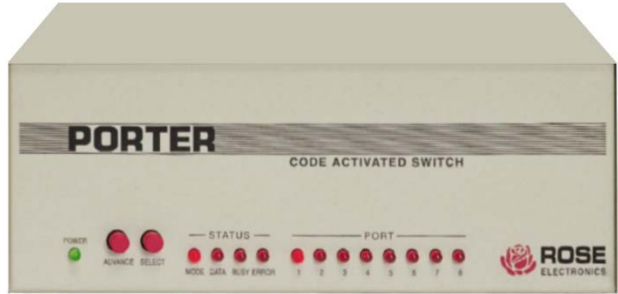 PORTER
CODE ACTIVATED SWITCH
POWER
ADVANCE SELECT
STATUS
MODE DATA BUSY ERROR
PORT
1 2 3 4 5 6 7 8
ROSE
ELECTRONICS